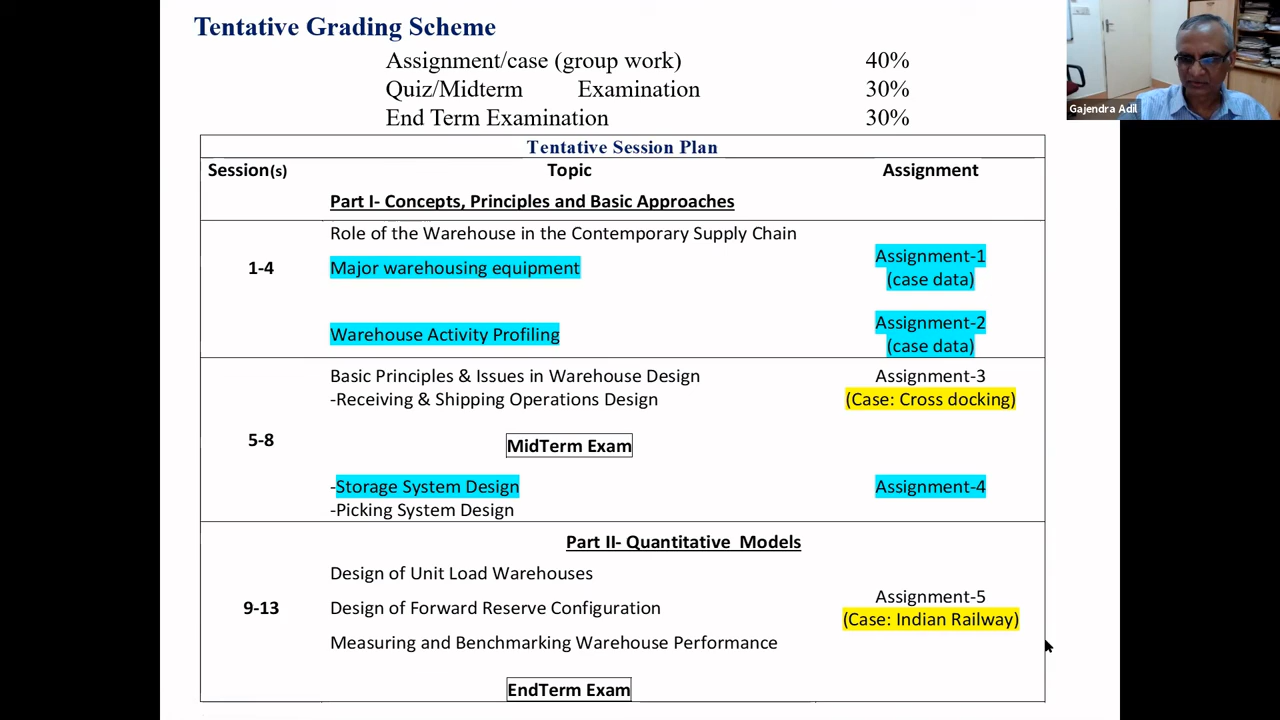 Tentative Grading Scheme
Assignment/case (group work) 40%
Quiz/Midterm Examination 30%
End Term Examination 30%
Gajendra Adil
Tentative Session Plan
Session(s) Topic Assignment
Part I- Concepts, Principles and Basic Approaches
Role of the Warehouse in the Contemporary Supply Chain
1-4 Major warehousing equipment Assignment-1
(case data)
Warehouse Activity Profiling Assignment-2
(case data)
Basic Principles & Issues in Warehouse Design Assignment-3
-Receiving & Shipping Operations Design (Case: Cross docking)
5-8 MidTerm Exam
-Storage System Design Assignment-4
-Picking System Design
Part II- Quantitative Models
Design of Unit Load Warehouses
9-13 Design of Forward Reserve Configuration Assignment-5
(Case: Indian Railway)
Measuring and Benchmarking Warehouse Performance
EndTerm Exam